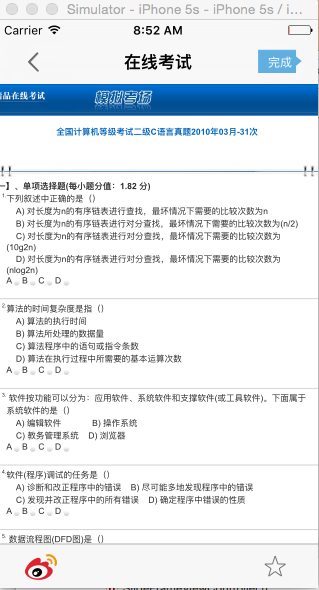 Simulator - iPhone 5s - iPhone 5s / i...
Carrier 8:52 AM
在线考试
完成
品在线考试 模拟考场
全国计算机等级考试二级C语言真题2010年03月-31次
一】、单项选择题(每小题分值：1.82 分)
1.下列叙述中正确的是（）
A) 对长度为n的有序链表进行查找，最坏情况下需要的比较次数为n
B) 对长度为n的有序链表进行对分查找，最坏情况下需要的比较次数为(n/2)
C) 对长度为n的有序链表进行对分查找，最坏情况下需要的比较次数为
(10g2n)
D) 对长度为n的有序链表进行对分查找，最坏情况下需要的比较次数为
(nlog2n)
A B C D
2.算法的时间复杂度是指（）
A) 算法的执行时间
B) 算法所处理的数据量
C) 算法程序中的语句或指令条数
D) 算法在执行过程中所需要的基本运算次数
A B C D
3. 软件按功能可以分为：应用软件、系统软件和支撑软件(或工具软件)。下面属于
系统软件的是（）
A) 编辑软件 B) 操作系统
C) 教务管理系统 D) 浏览器
A B C D
4.软件(程序)调试的任务是（）
A) 诊断和改正程序中的错误 B) 尽可能多地发现程序中的错误
C) 发现并改正程序中的所有错误 D) 确定程序中错误的性质
A B C D
5. 数据流程图(DFD图)是（）